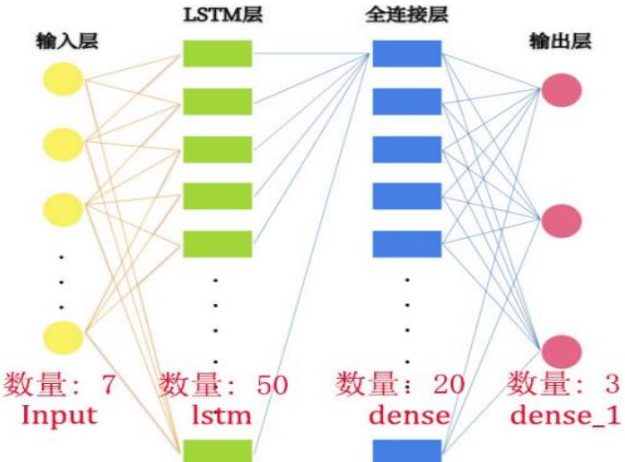 输入层
LSTM层
全连接层
输出层
数量: 7
Input
数量: 50
lstm
数量: 20
dense
数量: 3
dense_1